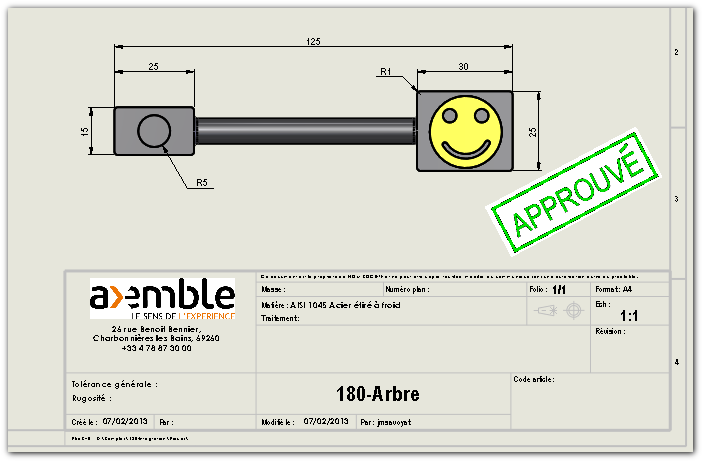 125
2
25
30
R1
15
25
R5
APPROUVÉ
3
axemble
LE SENS DE L'EXPERIENCE
26 rue Benoit Bennier,
Charbonnières les Bains, 69260
+33 4 78 87 30 00
Masse :
Numéro plan :
Folio : 1/1
Format : A4
Matière : AISI 1045 Acier étiré à froid
Traitement :
Ech :
1:1
Révision :
4
Tolérance générale :
Rugosité :
180-Arbre
Code article :
Créé le : 07/02/2013
Par :
Modifié le : 07/02/2013
Par : jmsavoyat